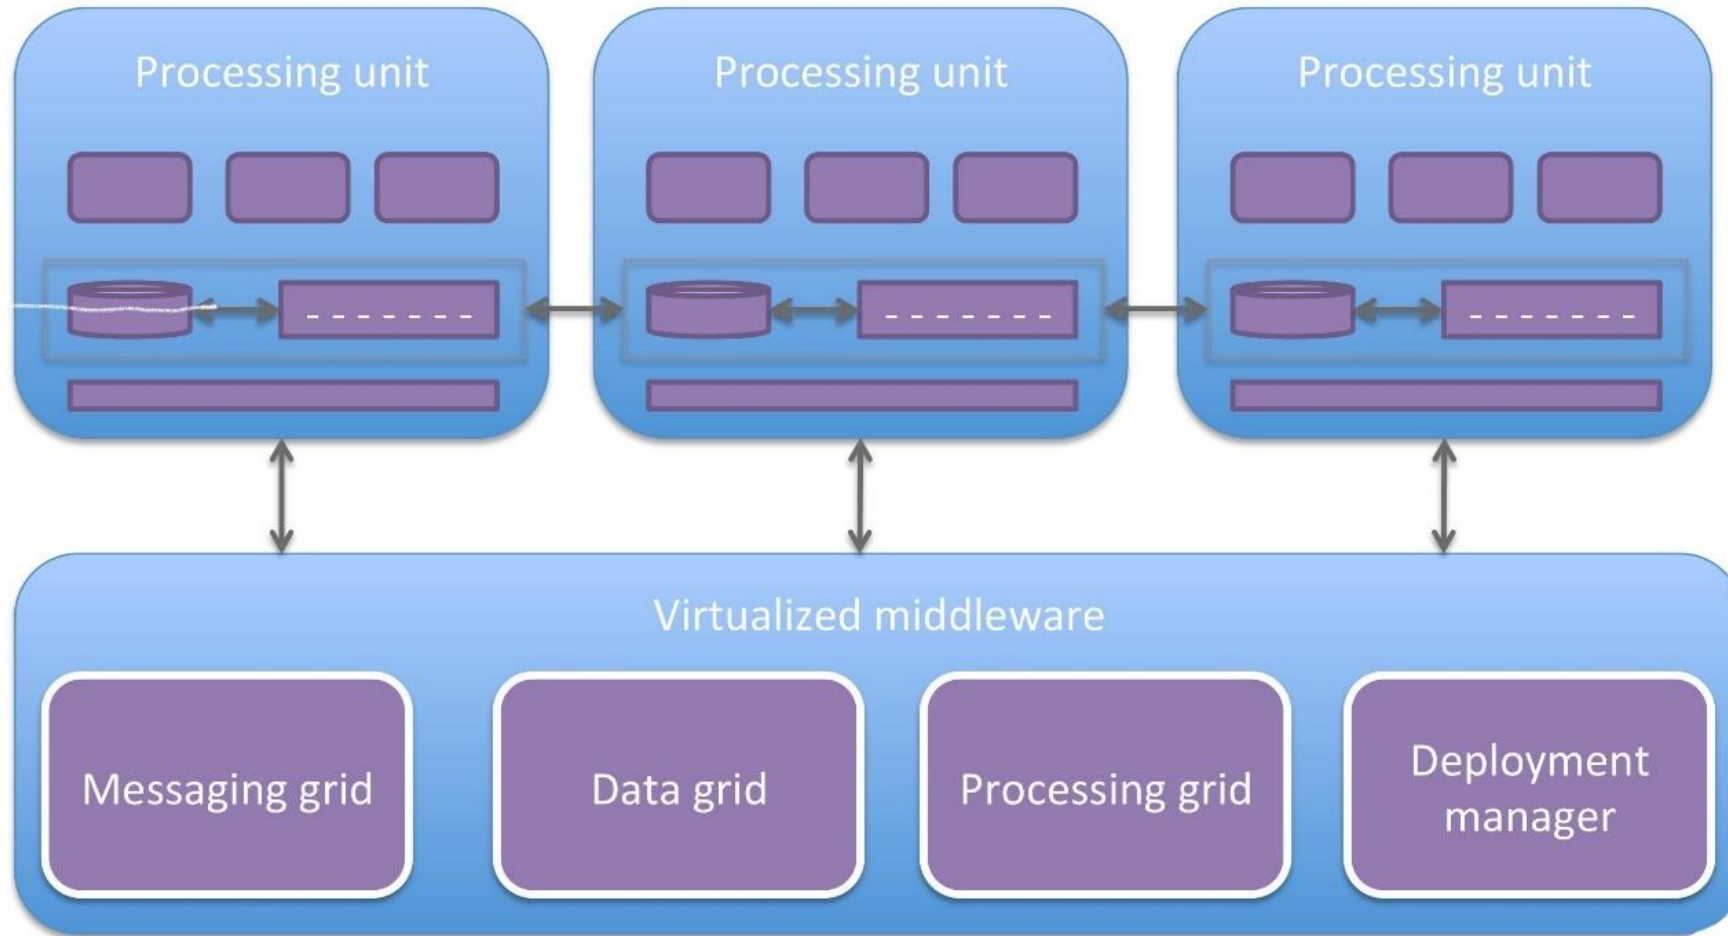 Processing unit
Processing unit
Processing unit
Virtualized middleware
Messaging grid
Data grid
Processing grid
Deployment
manager